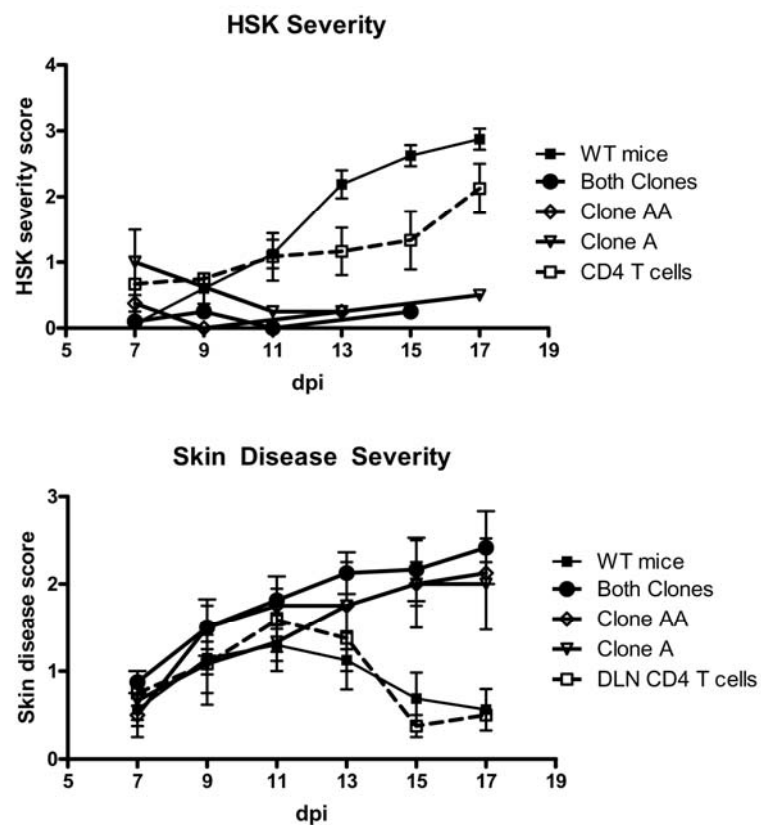 HSK Severity
HSK severity score
4
3
2
1
0
5
7
9
11
13
15
17
19
dpi
WT mice
Both Clones
Clone AA
Clone A
CD4 T cells
Skin Disease Severity
Skin disease score
3
2
1
0
5
7
9
11
13
15
17
19
dpi
WT mice
Both Clones
Clone AA
Clone A
DLN CD4 T cells